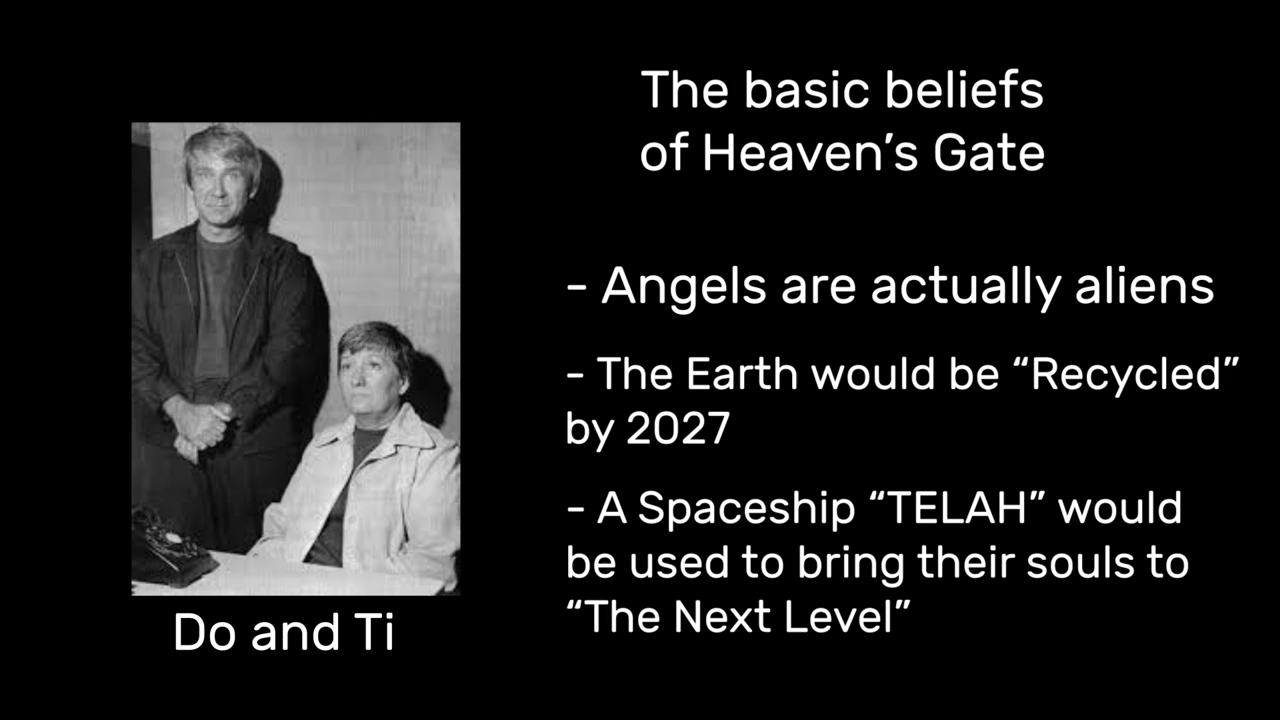 The basic beliefs
of Heaven’s Gate
- Angels are actually aliens
- The Earth would be “Recycled”
by 2027
- A Spaceship “TELAH” would
be used to bring their souls to
“The Next Level”
Do and Ti